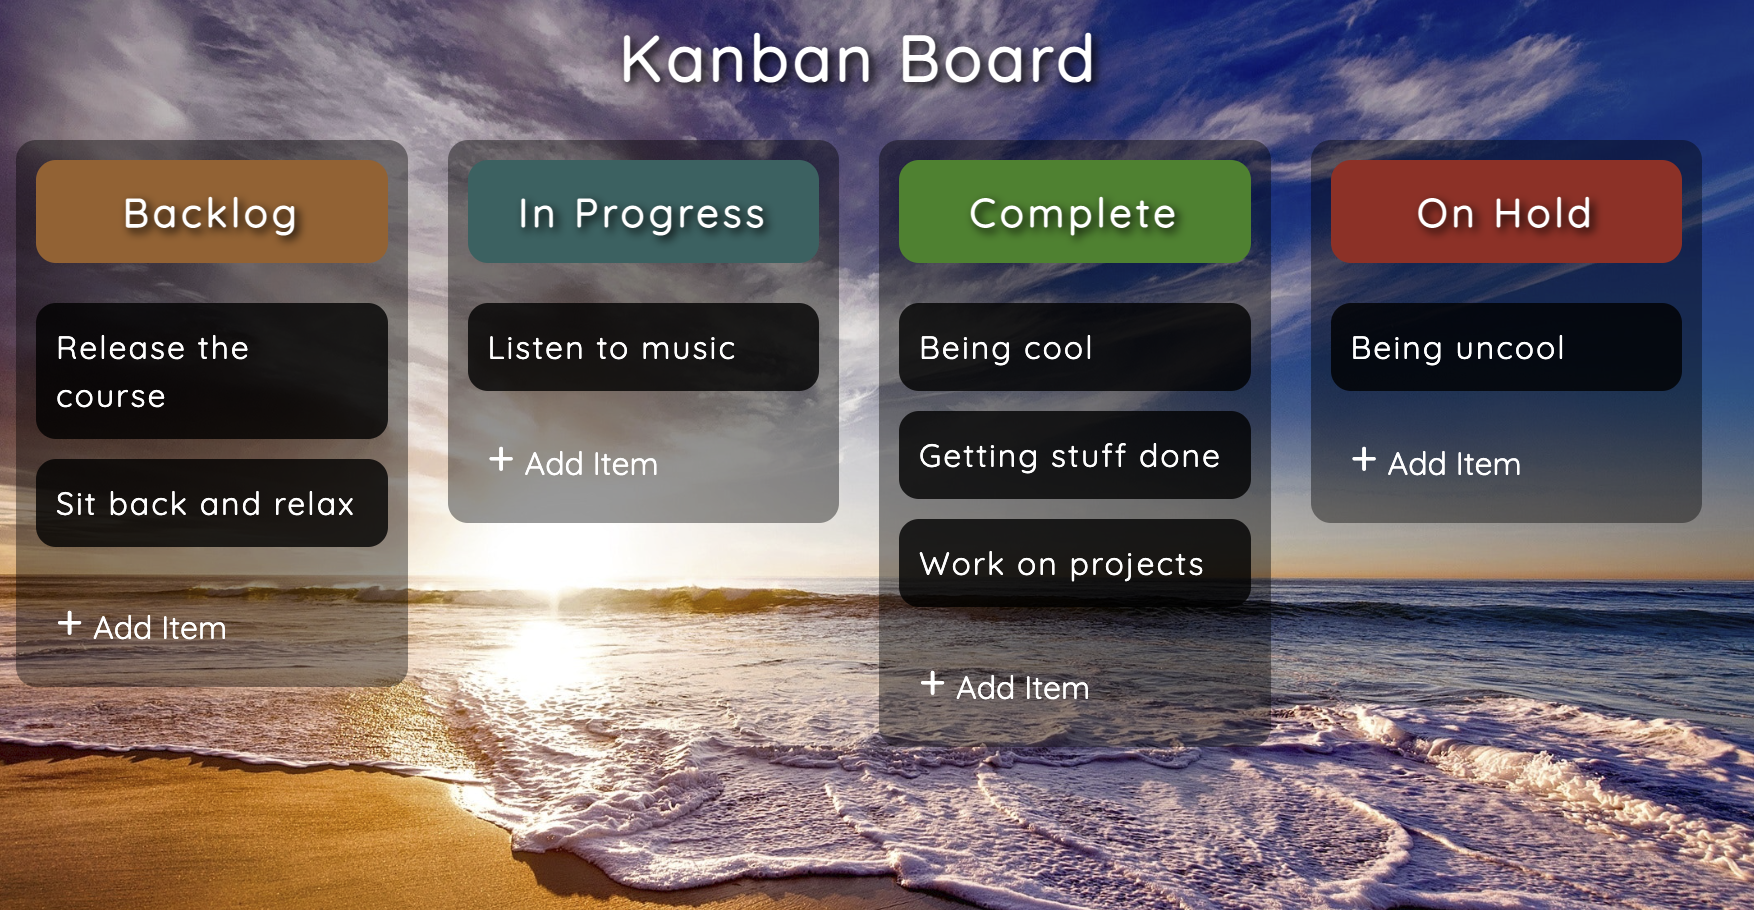 Kanban Board
Backlog
Release the
course
Sit back and relax
+ Add Item
In Progress
Listen to music
+ Add Item
Complete
Being cool
Getting stuff done
Work on projects
+ Add Item
On Hold
Being uncool
+ Add Item